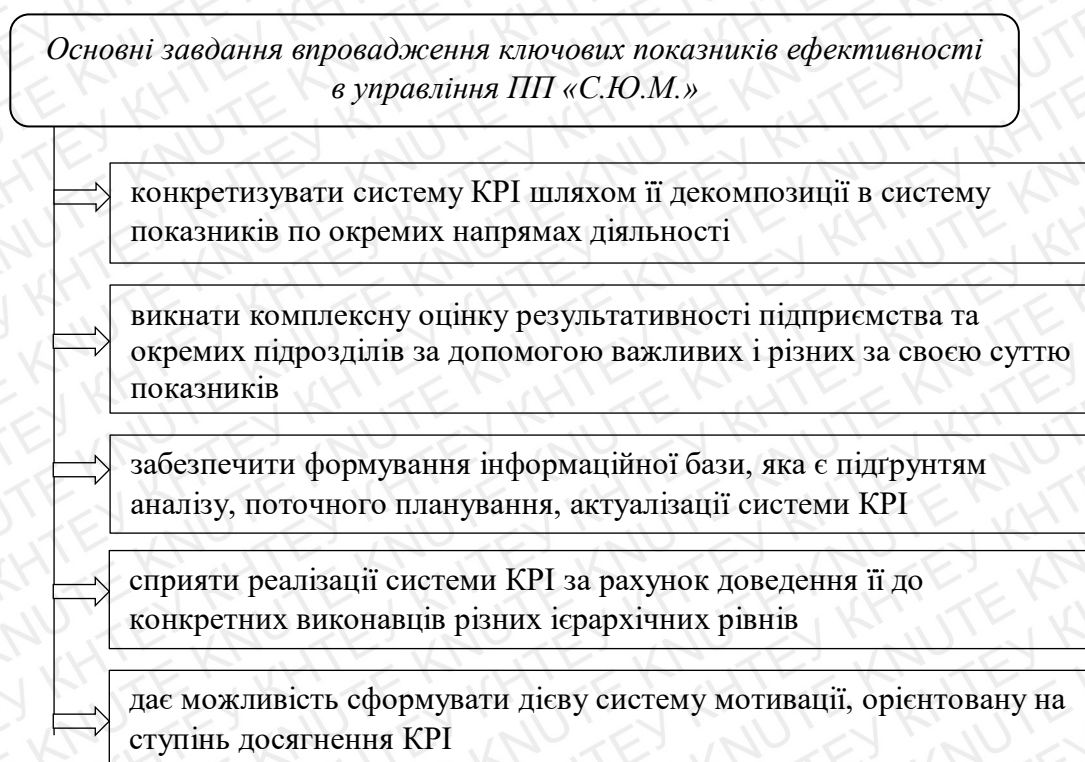 Основні завдання впровадження ключових показників ефективності
в управління ПП «С.Ю.М.»
конкретизувати систему КРІ шляхом її декомпозиції в систему
показників по окремих напрямах діяльності
викнати комплексну оцінку результативності підприємства та
окремих підрозділів за допомогою важливих і різних за своєю суттю
показників
забезпечити формування інформаційної бази, яка є підґрунтям
аналізу, поточного планування, актуалізації системи КРІ
сприяти реалізації системи КРІ за рахунок доведення її до
конкретних виконавців різних ієрархічних рівнів
дає можливість сформувати дієву систему мотивації, орієнтовану на
ступінь досягнення КРІ